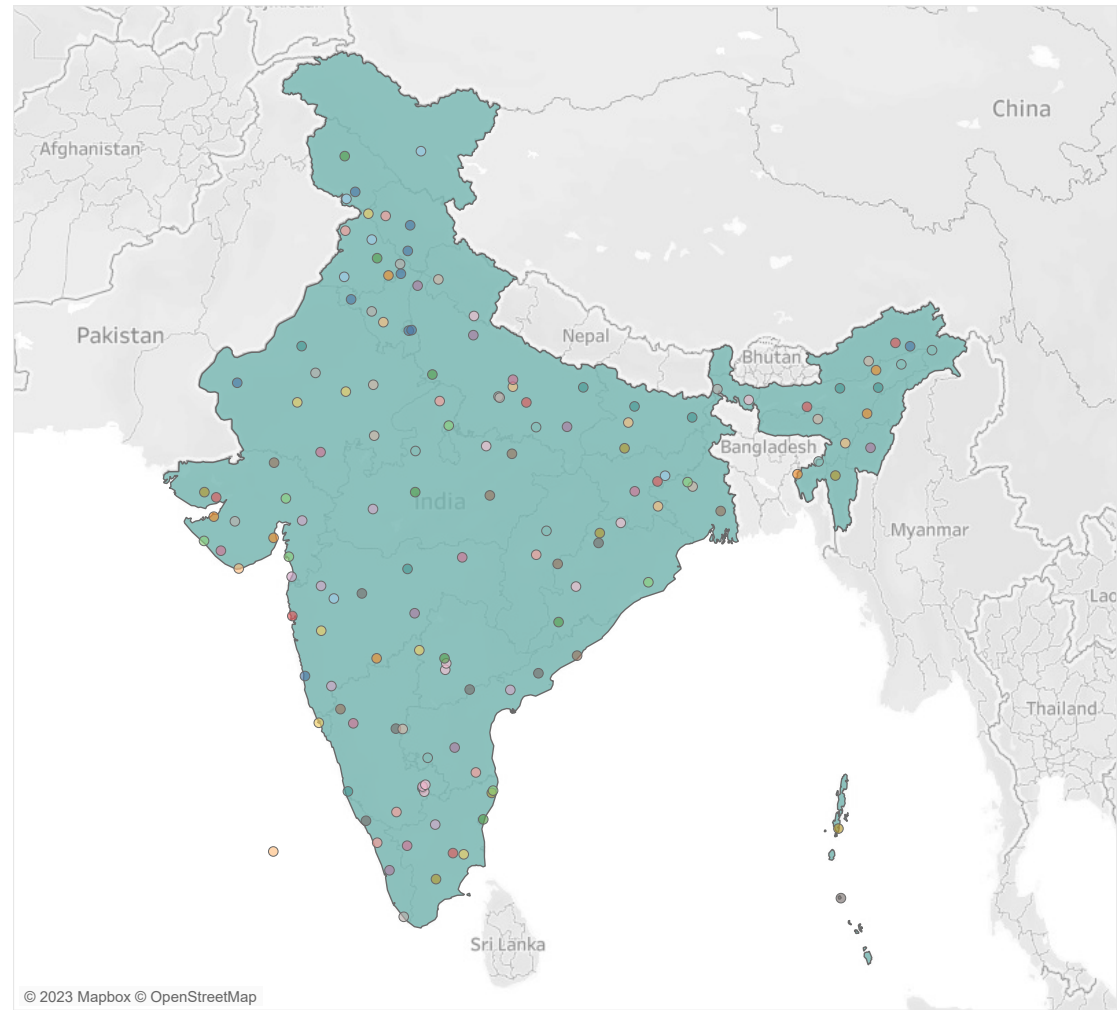 China
Afghanistan
Pakistan
Nepal
Bhutan
Bangladesh
India
Myanmar
Thailand
Sri Lanka
© 2023 Mapbox © OpenStreetMap